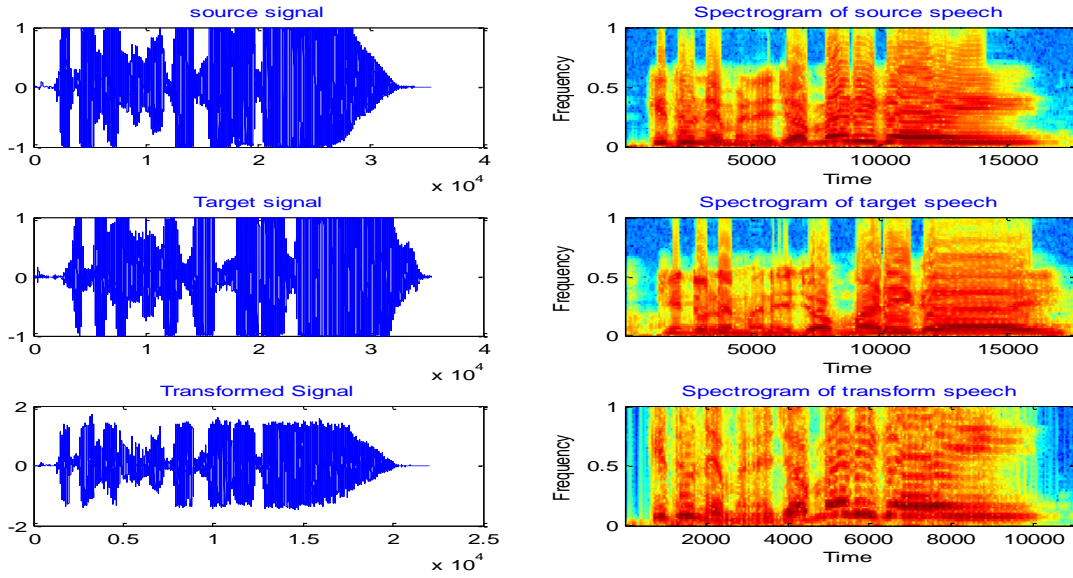 source signal
1
0
-1
0 1 2 3 4
× 10^4
Spectrogram of source speech
Frequency
1
0.5
0
5000 10000 15000
Time
Target signal
1
0
-1
0 1 2 3 4
× 10^4
Spectrogram of target speech
Frequency
1
0.5
0
5000 10000 15000
Time
Transformed Signal
2
0
-2
0 0.5 1 1.5 2 2.5
× 10^4
Spectrogram of transform speech
Frequency
1
0.5
0
2000 4000 6000 8000 10000
Time